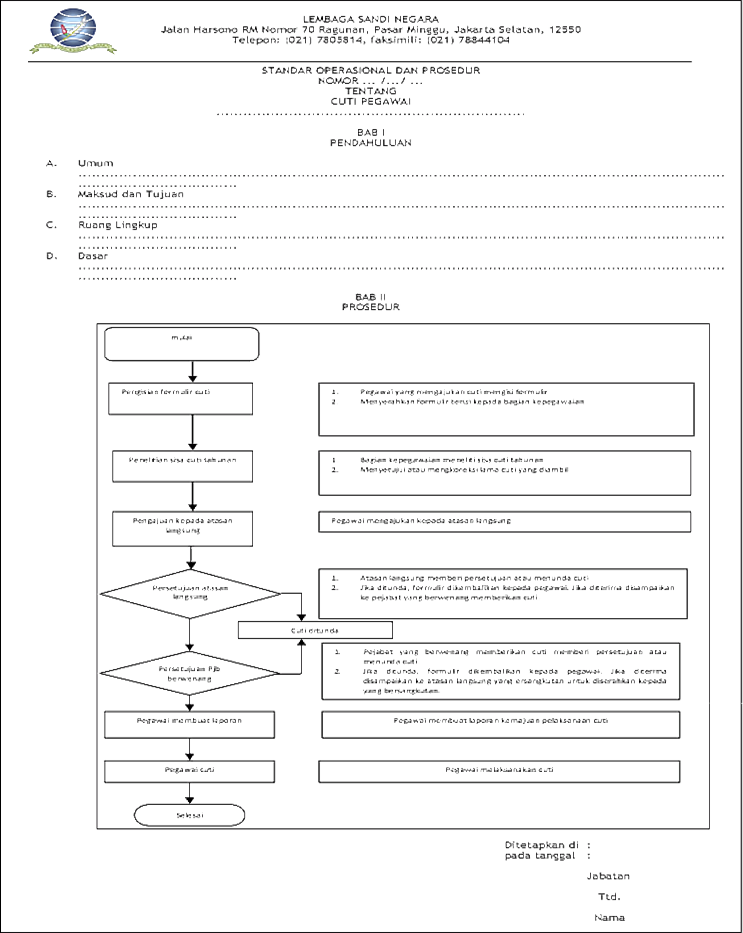 LEMBAGA SANDI NEGARA
Jalan Harsono RM Nomor 70 Ragunan, Pasar Minggu, Jakarta Selatan, 12550
Telepon: (021) 7805814, faksimili: (021) 78844104
STANDAR OPERASIONAL DAN PROSEDUR
NOMOR ... /.../ ...
TENTANG
CUTI PEGAWAI
BAB I
PENDAHULUAN
A. Umum
B. Maksud dan Tujuan
C. Ruang Lingkup
D. Dasar
BAB II
PROSEDUR
mulai
Pengisian formulir cuti
1. Pegawai yang mengajukan cuti mengisi formulir
2 Menyerahkan formulir terisi kepada bagian kepegawaian
Penelitian sisa cuti tahunan
1 Bagian kepegawaian meneliti sisa cuti tahunan
2. Menyetujui atau mengkoreksi lama cuti yang diambil
Pengajuan kepada atasan
langsung
Pegawai mengajukan kepada atasan langsung
Persetujuan atasan
langsung
1. Atasan langsung memberi persetujuan atau menunda cuti
2. Jika ditunda, formulir dikembalikan kepada pegawai. Jika diterima disampaikan
ke pejabat yang berwenang memberikan cuti
Cuti ditunda
Persetujuan Pjb
berwenang
1. Pejabat yang berwenang memberikan cuti memberi persetujuan atau
menunda cuti
2. Jika ditunda, formulir dikembalikan kepada pegawai. Jika diterima
disampaikan ke atasan langsung yang ersangkutan untuk diserahkan kepada
yang bersangkutan.
Pegawai membuat laporan
Pegawai membuat laporan kemajuan pelaksanaan cuti
Pegawai cuti
Pegawai melaksanakan cuti
Selesai
Ditetapkan di :
pada tanggal :
Jabatan
Ttd.
Nama